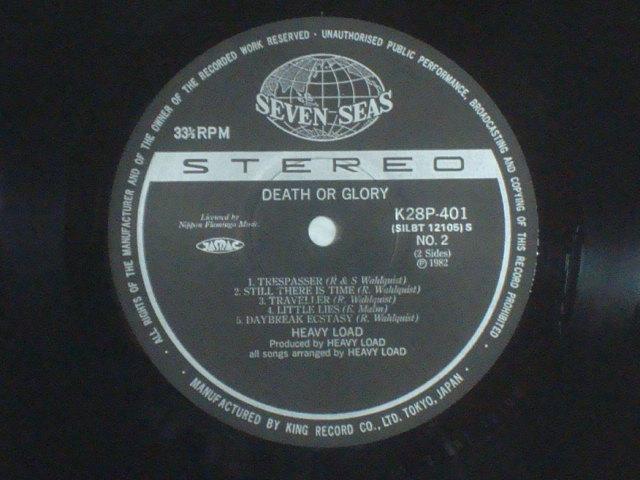 ALL RIGHTS OF THE MANUFACTURER AND OF THE OWNER OF THE RECORDED WORK RESERVED · UNAUTHORISED PUBLIC PERFORMANCE, BROADCASTING AND COPYING OF THIS RECORD PROHIBITED ·
SEVEN SEAS
33⅓RPM
STEREO
DEATH OR GLORY
Licensed by
Nippon Flamingo Music
JASRAC
K28P-401
(SILBT 12105) S
NO. 2
(2 Sides)
Ⓟ 1982
1. TRESPASSER (R & S Wahlquist)
2. STILL THERE IS TIME (R. Wahlquist)
3. TRAVELLER (R. Wahlquist)
4. LITTLE LIES (E. Malm)
5. DAYBREAK ECSTASY (R. Wahlquist)
HEAVY LOAD
Produced by HEAVY LOAD
all songs arranged by HEAVY LOAD
MANUFACTURED BY KING RECORD CO., LTD. TOKYO, JAPAN ·